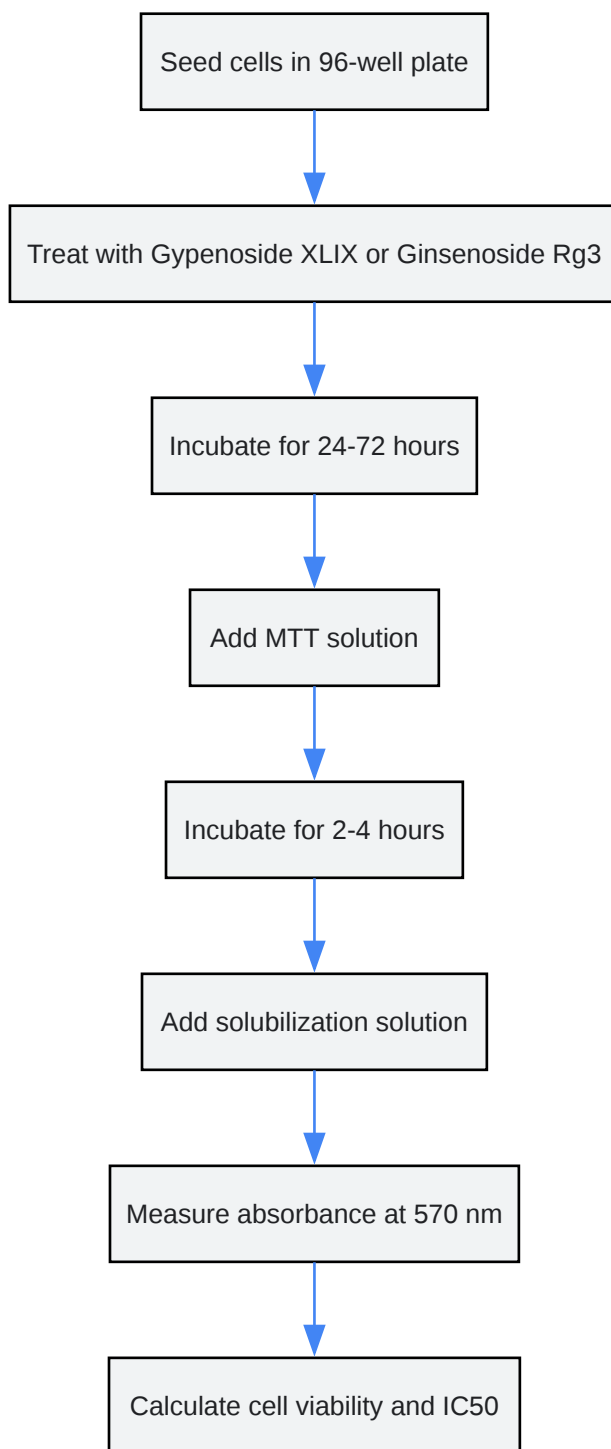 Seed cells in 96-well plate
Treat with Gypenoside XLIX or Ginsenoside Rg3
Incubate for 24-72 hours
Add MTT solution
Incubate for 2-4 hours
Add solubilization solution
Measure absorbance at 570 nm
Calculate cell viability and IC50